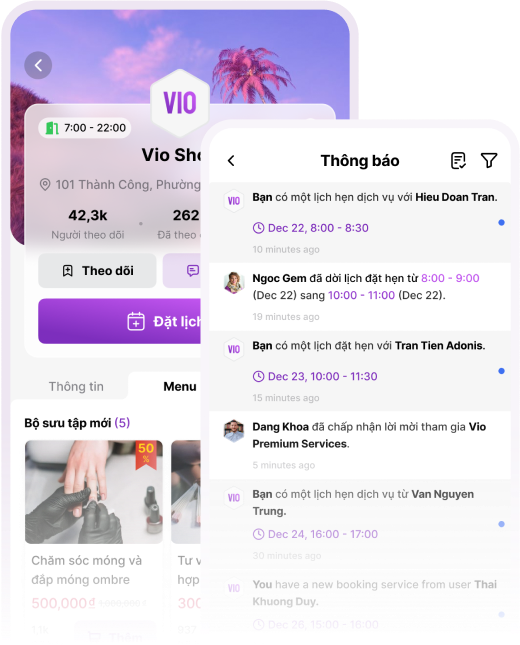 VIO
7:00 - 22:00
Vio Sho
101 Thành Công, Phường
42,3k
262
Người theo dõi
Đã theo
Theo dõi
Đặt lịch
Thông tin
Menu
Bộ sưu tập mới (5)
50
%
Chăm sóc móng và
đắp móng ombre
500,000₫
Tư v
hợp
300
Thông báo
VIO
Bạn có một lịch hẹn dịch vụ với Hieu Doan Tran.
Dec 22, 8:00 - 8:30
10 minutes ago
Ngoc Gem đã dời lịch đặt hẹn từ 8:00 - 9:00
(Dec 22) sang 10:00 - 11:00 (Dec 22).
19 minutes ago
VIO
Bạn có một lịch đặt hẹn với Tran Tien Adonis.
Dec 23, 10:00 - 11:30
15 minutes ago
Dang Khoa đã chấp nhận lời mời tham gia Vio
Premium Services.
5 minutes ago
VIO
Bạn có một lịch hẹn dịch vụ từ Van Nguyen
Trung.
Dec 24, 16:00 - 17:00
30 minutes ago
VIO
You have a new booking service from user Thai
Khuong Duy.
Dec 26, 15:00 - 16:00